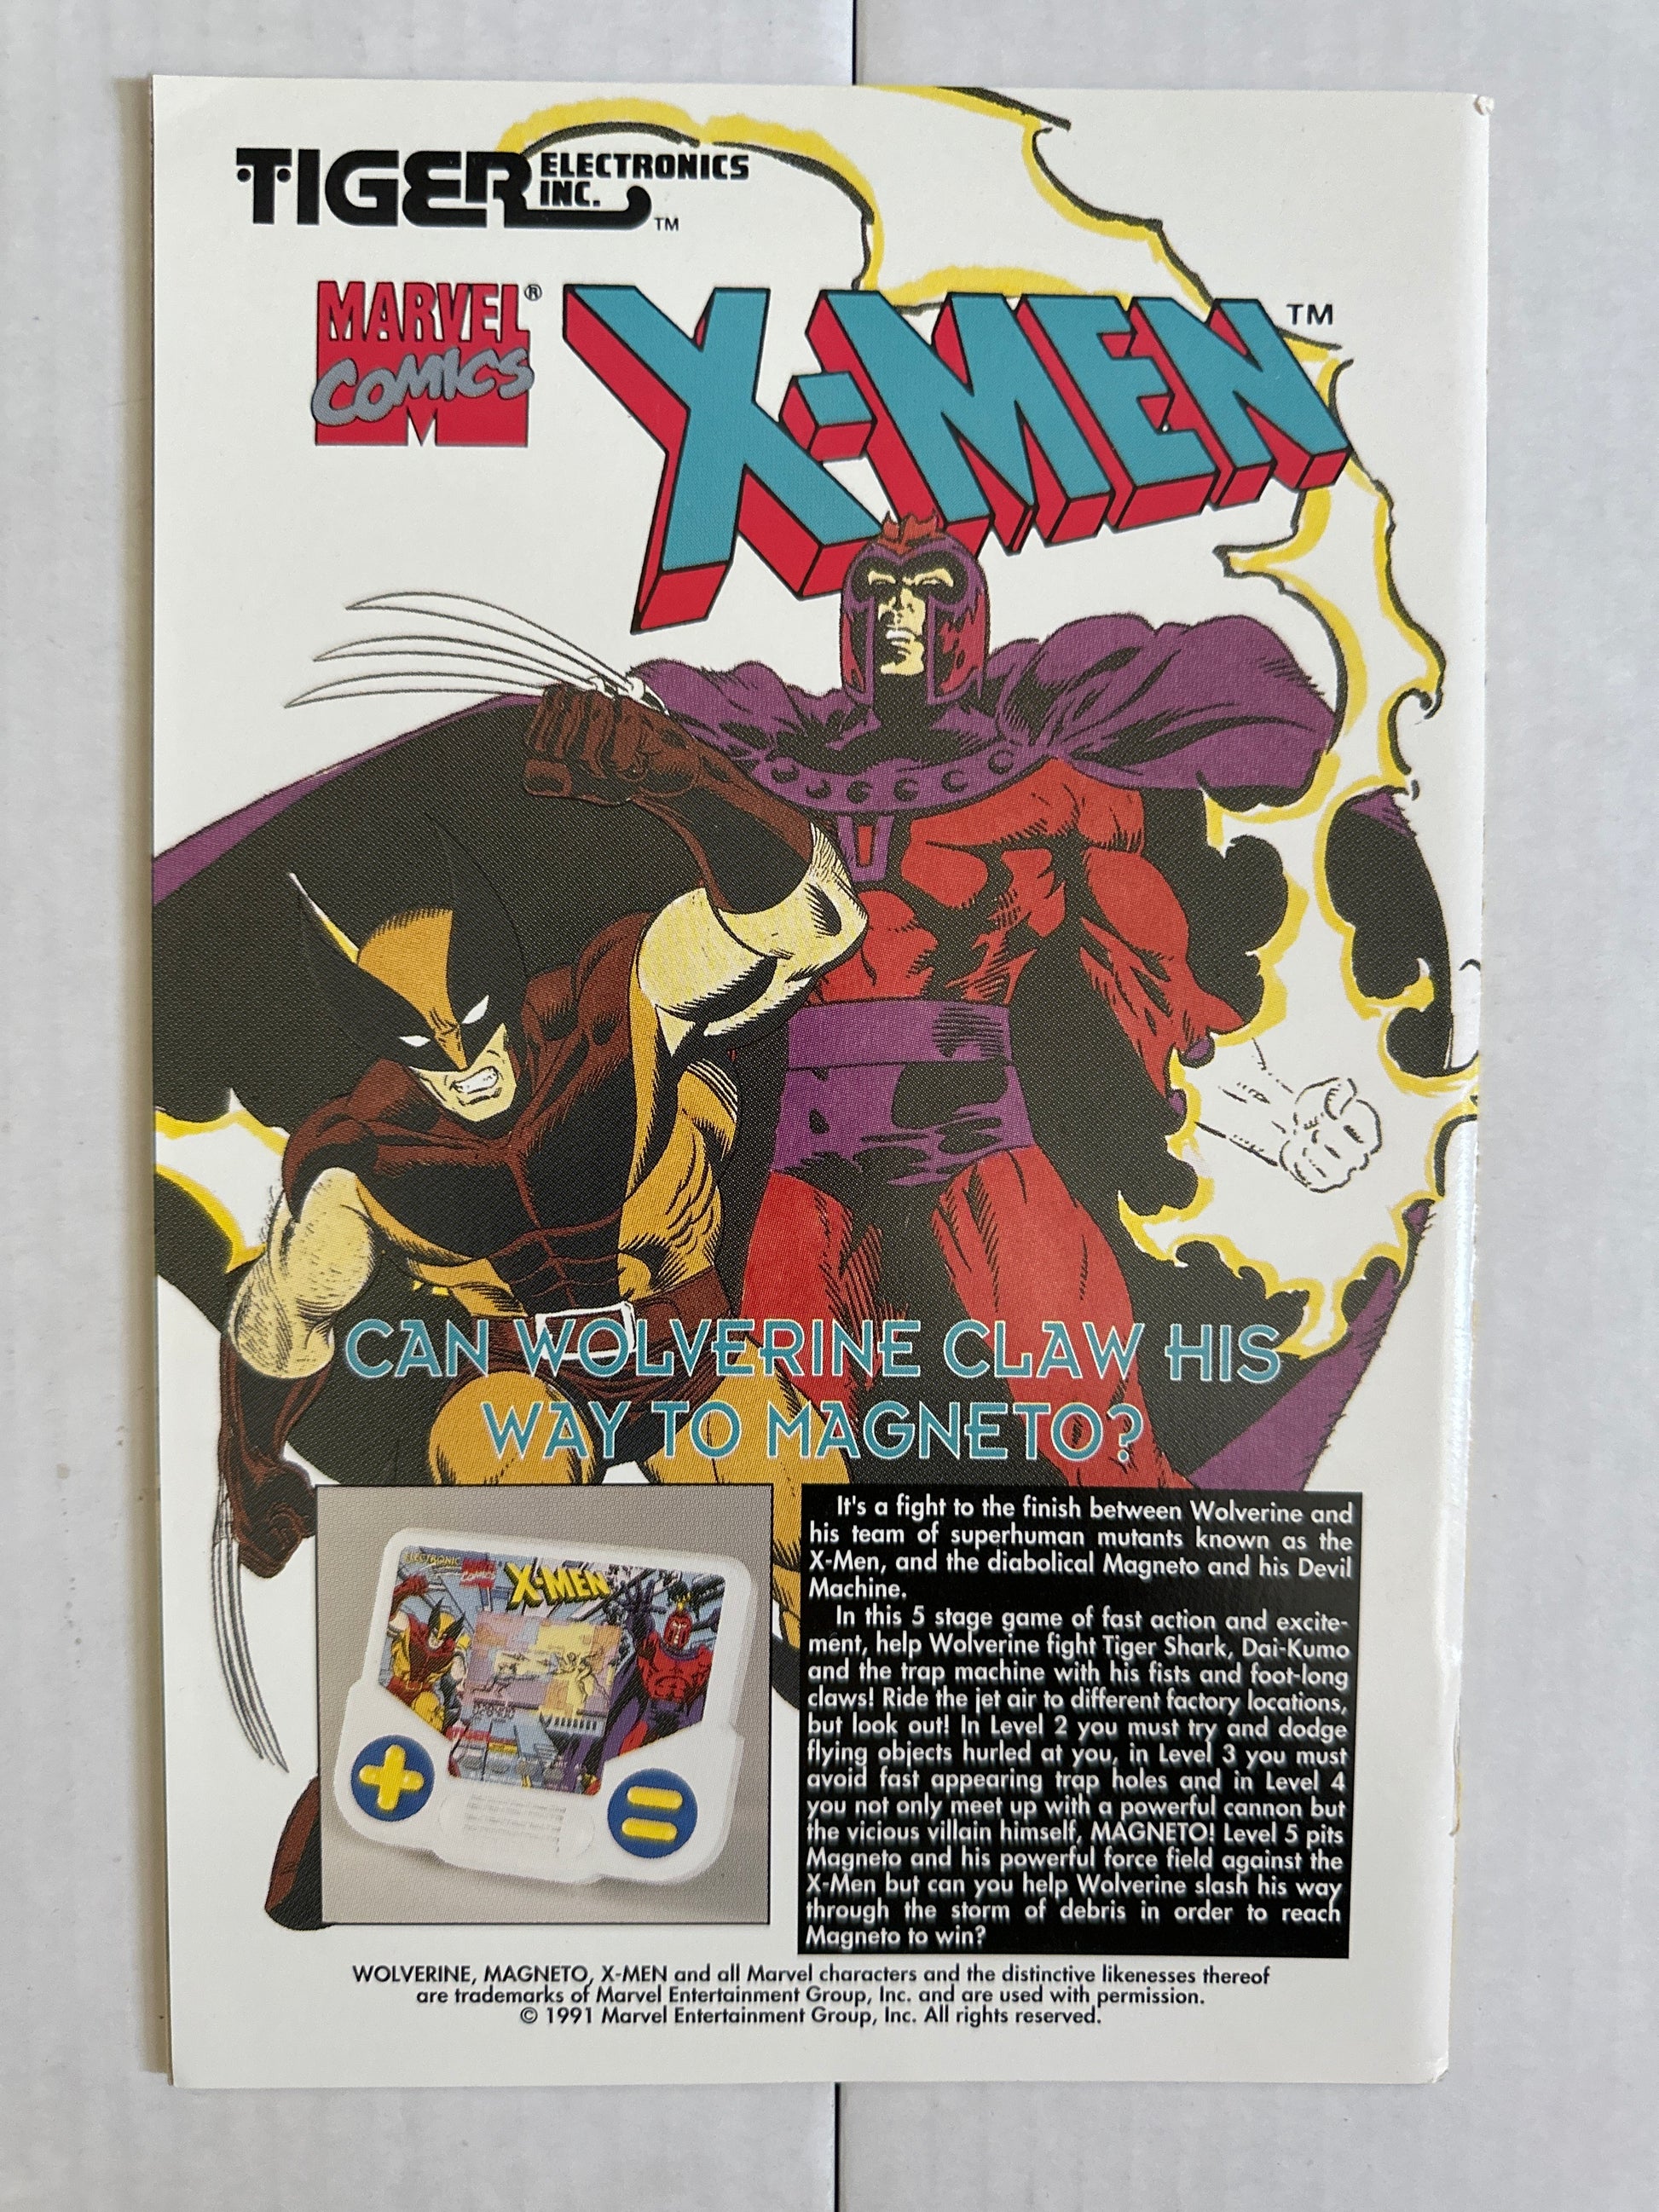 TIGER ELECTRONICS INC. ™
MARVEL® COMICS
X-MEN™
CAN WOLVERINE CLAW HIS
WAY TO MAGNETO?
ELECTRONIC
MARVEL COMICS
X-MEN
It's a fight to the finish between Wolverine and
his team of superhuman mutants known as the
X-Men, and the diabolical Magneto and his Devil
Machine.
In this 5 stage game of fast action and excite-
ment, help Wolverine fight Tiger Shark, Dai-Kumo
and the trap machine with his fists and foot-long
claws! Ride the jet air to different factory locations,
but look out! In Level 2 you must try and dodge
flying objects hurled at you, in Level 3 you must
avoid fast appearing trap holes and in Level 4
you not only meet up with a powerful cannon but
the vicious villain himself, MAGNETO! Level 5 pits
Magneto and his powerful force field against the
X-Men but can you help Wolverine slash his way
through the storm of debris in order to reach
Magneto to win?
WOLVERINE, MAGNETO, X-MEN and all Marvel characters and the distinctive likenesses thereof
are trademarks of Marvel Entertainment Group, Inc. and are used with permission.
© 1991 Marvel Entertainment Group, Inc. All rights reserved.